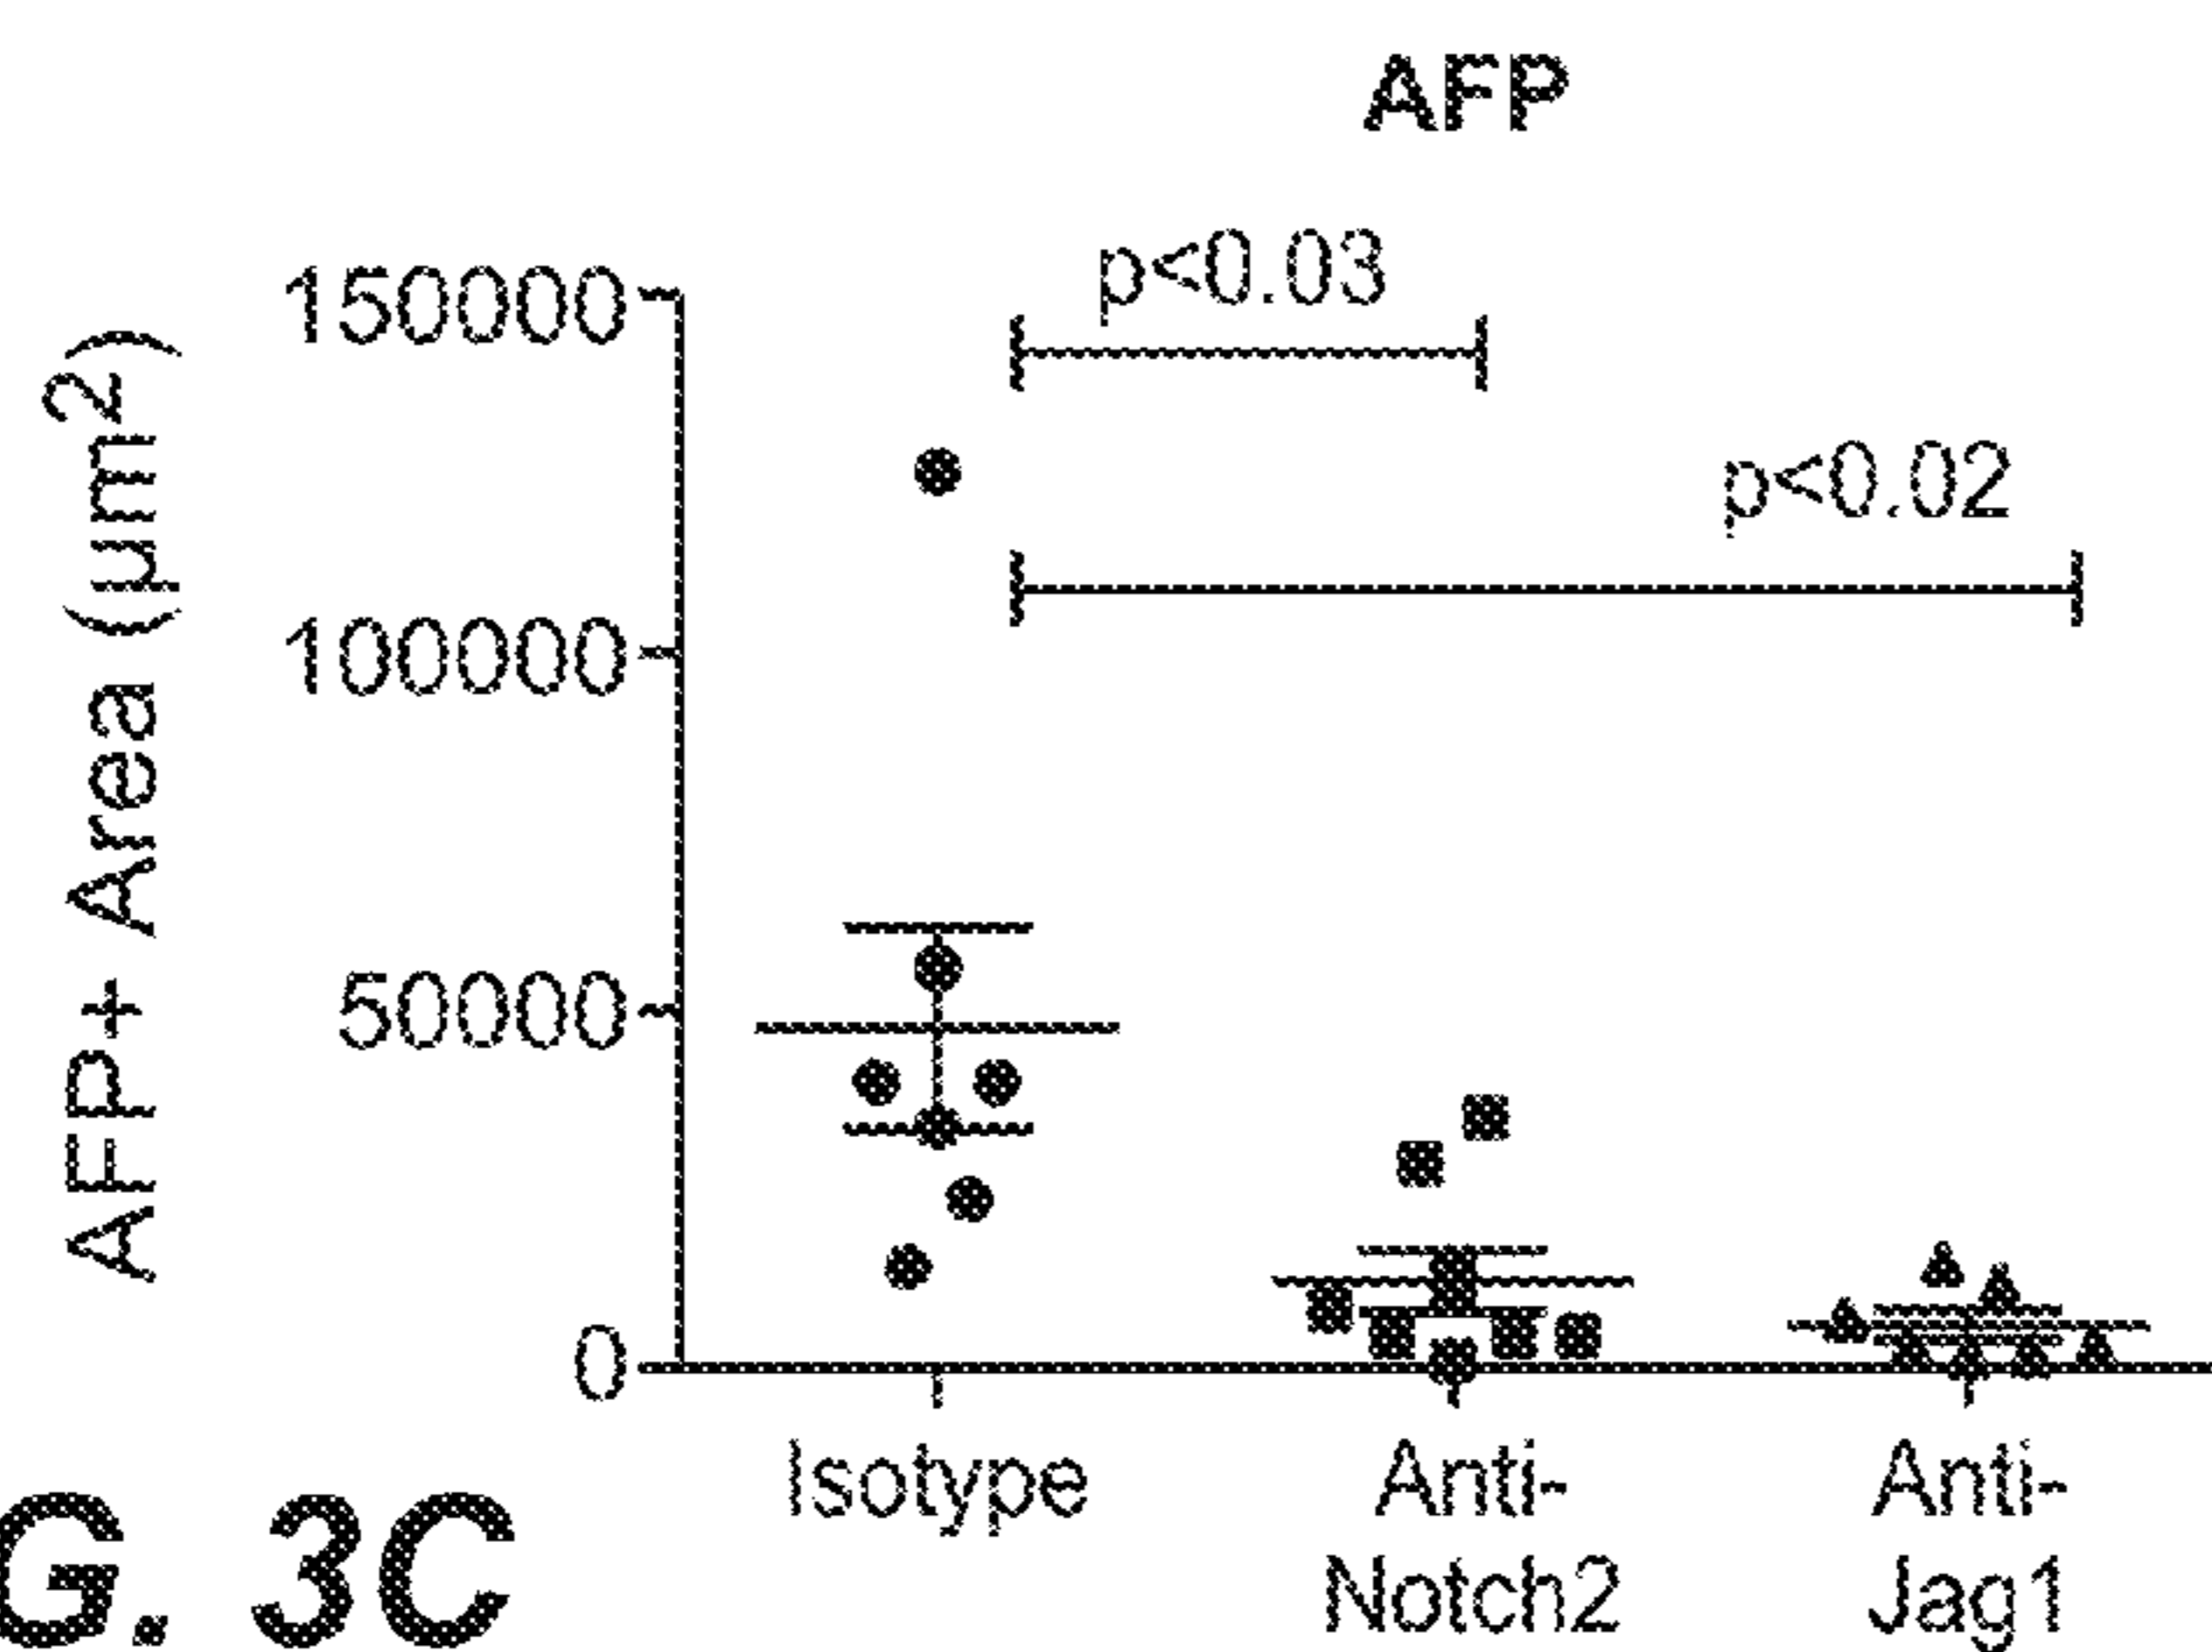 AFP
AFP+ Area (µm²)
150000
100000
50000
0
p<0.03
p<0.02
Isotype
Anti-
Notch2
Anti-
Jag1
G. 3C